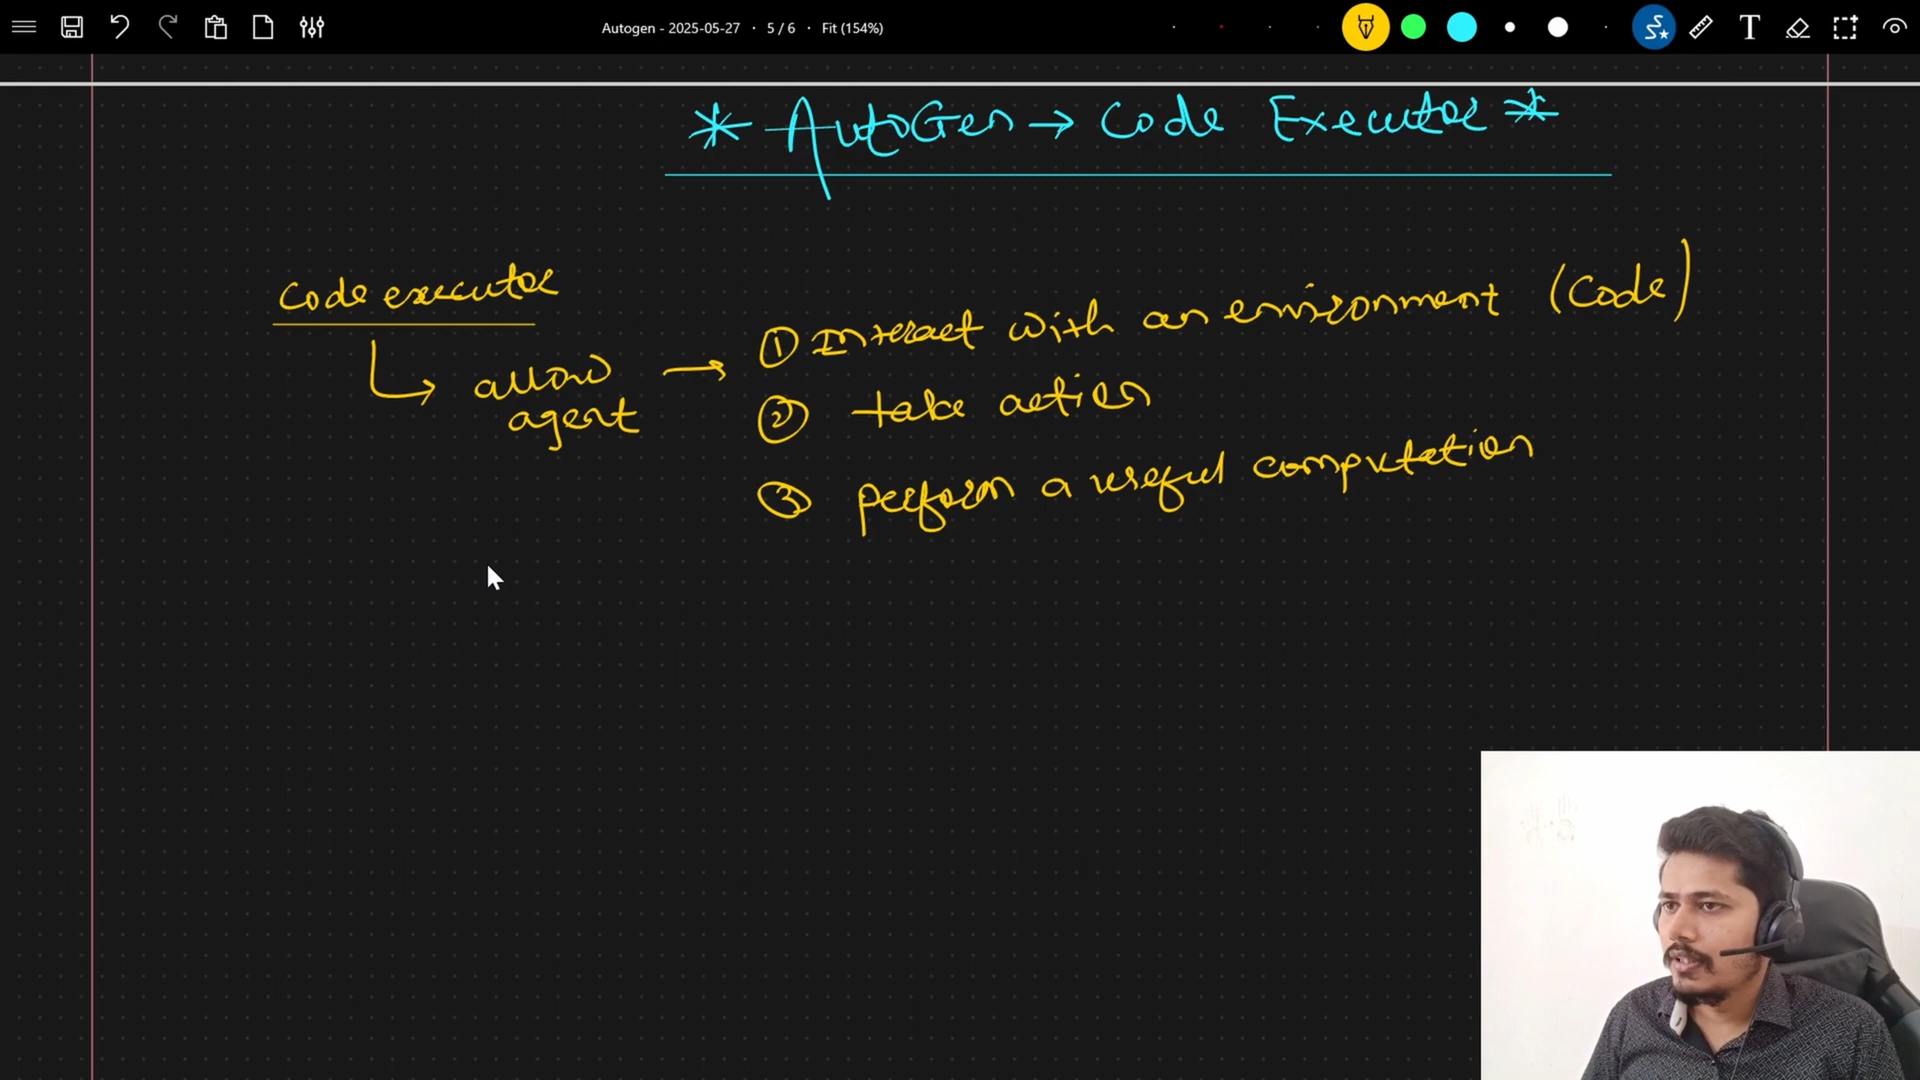 Autogen - 2025-05-27 · 5 / 6 · Fit (154%)
T
* AutoGen → Code Executor *
Code executor
↳ allow agent →
① Interact with an environment (Code)
② take action
③ perform a useful computation